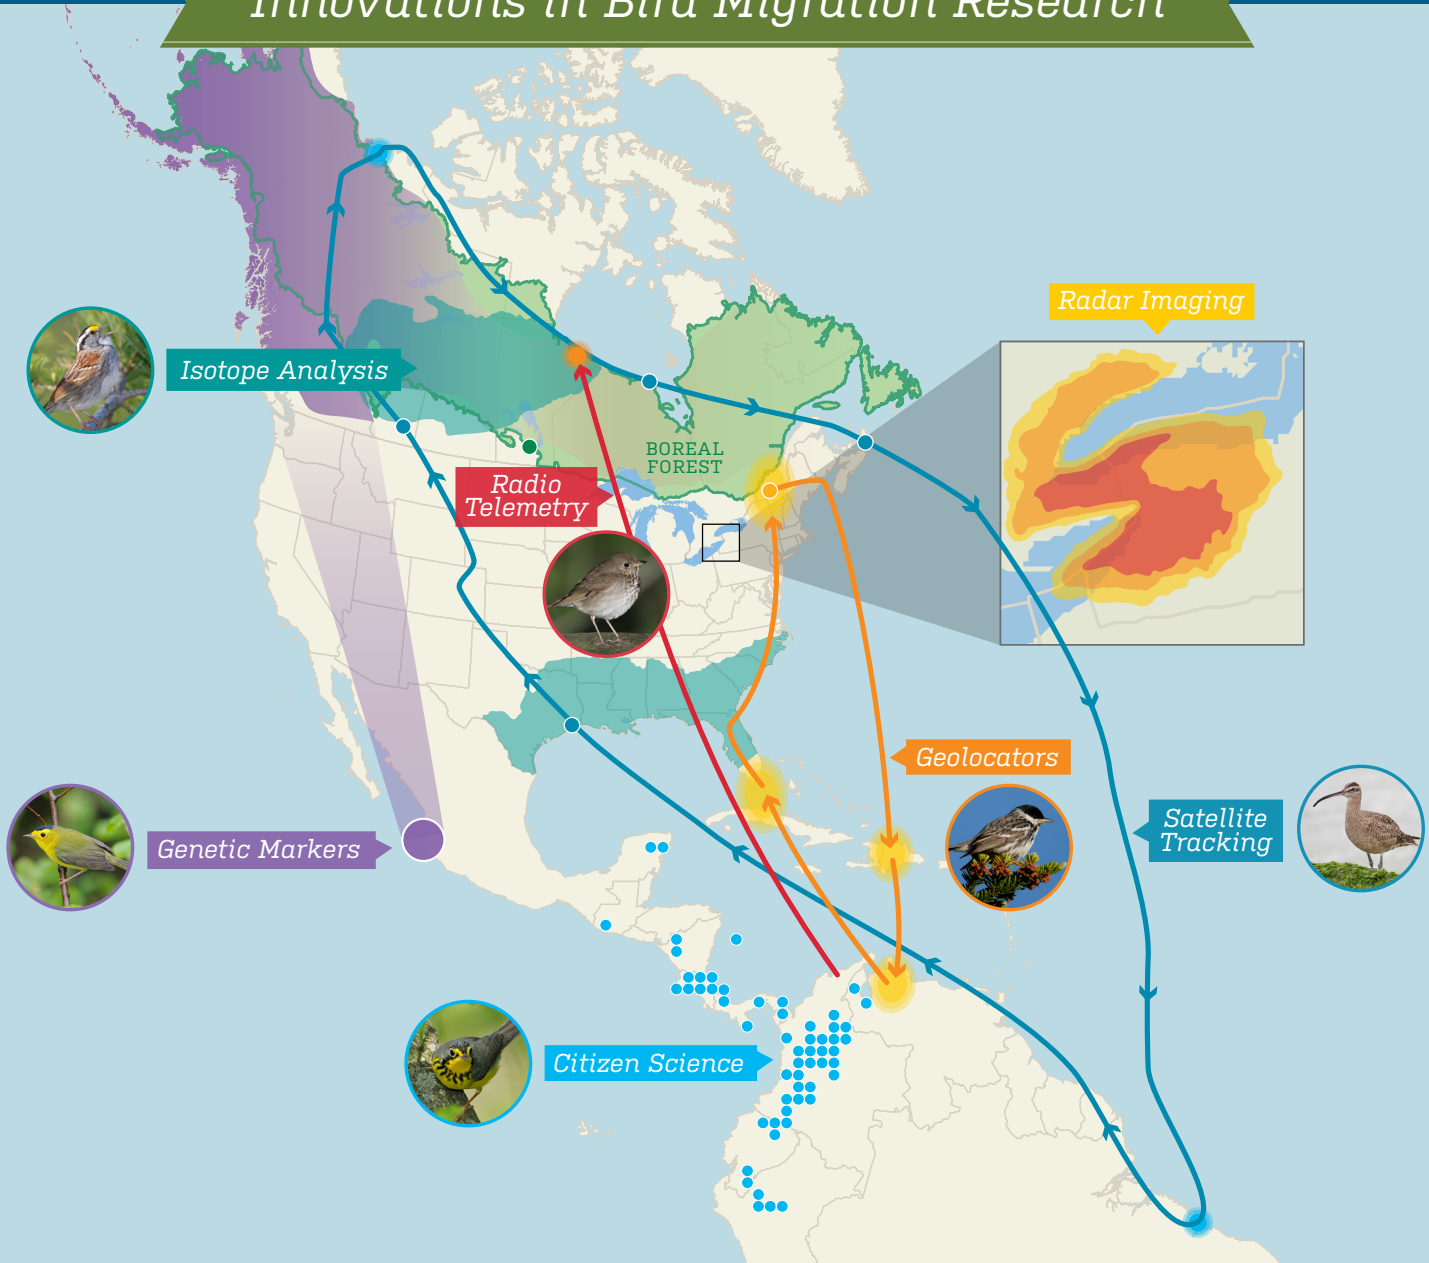 Innovations in Bird Migration Research
Radar Imaging
Isotope Analysis
BOREAL
FOREST
Radio
Telemetry
Geolocators
Satellite
Tracking
Genetic Markers
Citizen Science